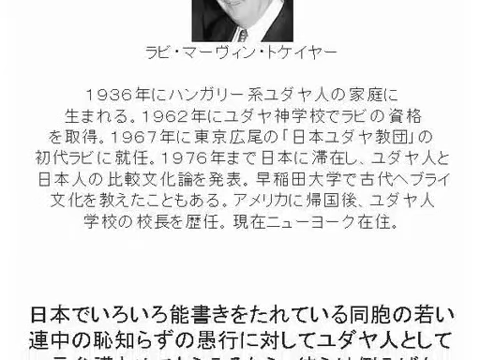 ラビ・マーヴィン・トケイヤー
1936年にハンガリー系ユダヤ人の家庭に
生まれる。1962年にユダヤ神学校でラビの資格
を取得。1967年に東京広尾の「日本ユダヤ教団」の
初代ラビに就任。1976年まで日本に滞在し、ユダヤ人と
日本人の比較文化論を発表。早稲田大学で古代ヘブライ
文化を教えたこともある。アメリカに帰国後、ユダヤ人
学校の校長を歴任。現在ニューヨーク在住。
日本でいろいろ能書きをたれている同胞の若い
連中の恥知らずの愚行に対してユダヤ人として